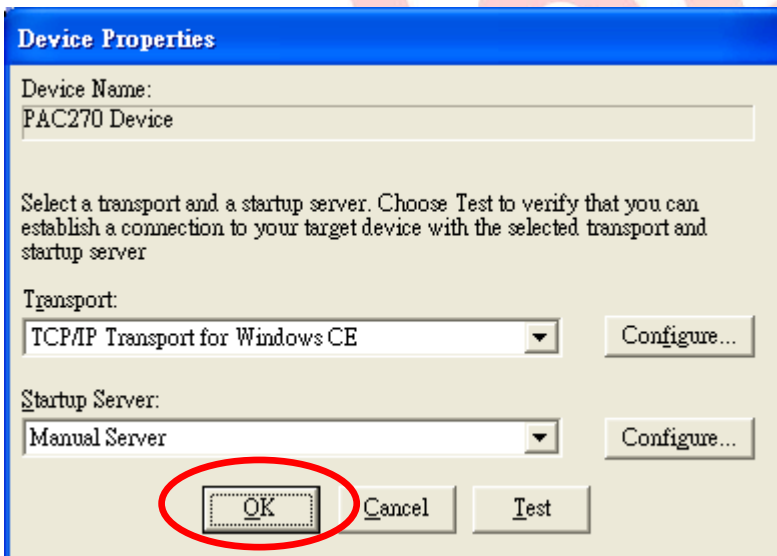 Device Properties
Device Name:
PAC270 Device
Select a transport and a startup server. Choose Test to verify that you can
establish a connection to your target device with the selected transport and
startup server
Transport:
TCP/IP Transport for Windows CE
Configure...
Startup Server:
Manual Server
Configure...
OK Cancel Test